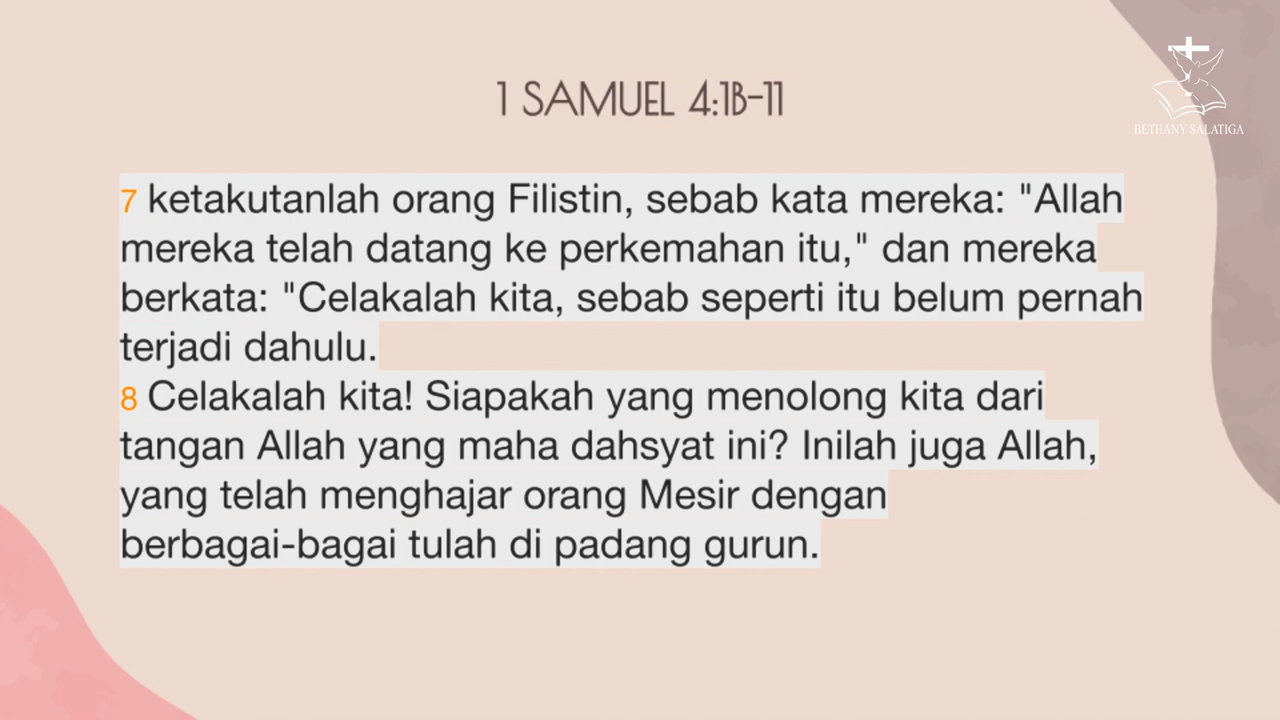 1 SAMUEL 4:1B-11
BETHANY SALATIGA
7 ketakutanlah orang Filistin, sebab kata mereka: "Allah
mereka telah datang ke perkemahan itu," dan mereka
berkata: "Celakalah kita, sebab seperti itu belum pernah
terjadi dahulu.
8 Celakalah kita! Siapakah yang menolong kita dari
tangan Allah yang maha dahsyat ini? Inilah juga Allah,
yang telah menghajar orang Mesir dengan
berbagai-bagai tulah di padang gurun.